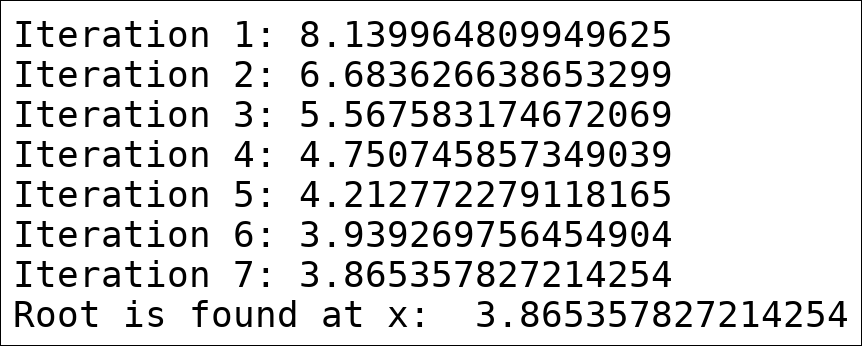 Iteration 1: 8.139964809949625
Iteration 2: 6.683626638653299
Iteration 3: 5.567583174672069
Iteration 4: 4.750745857349039
Iteration 5: 4.212772279118165
Iteration 6: 3.939269756454904
Iteration 7: 3.865357827214254
Root is found at x:  3.865357827214254